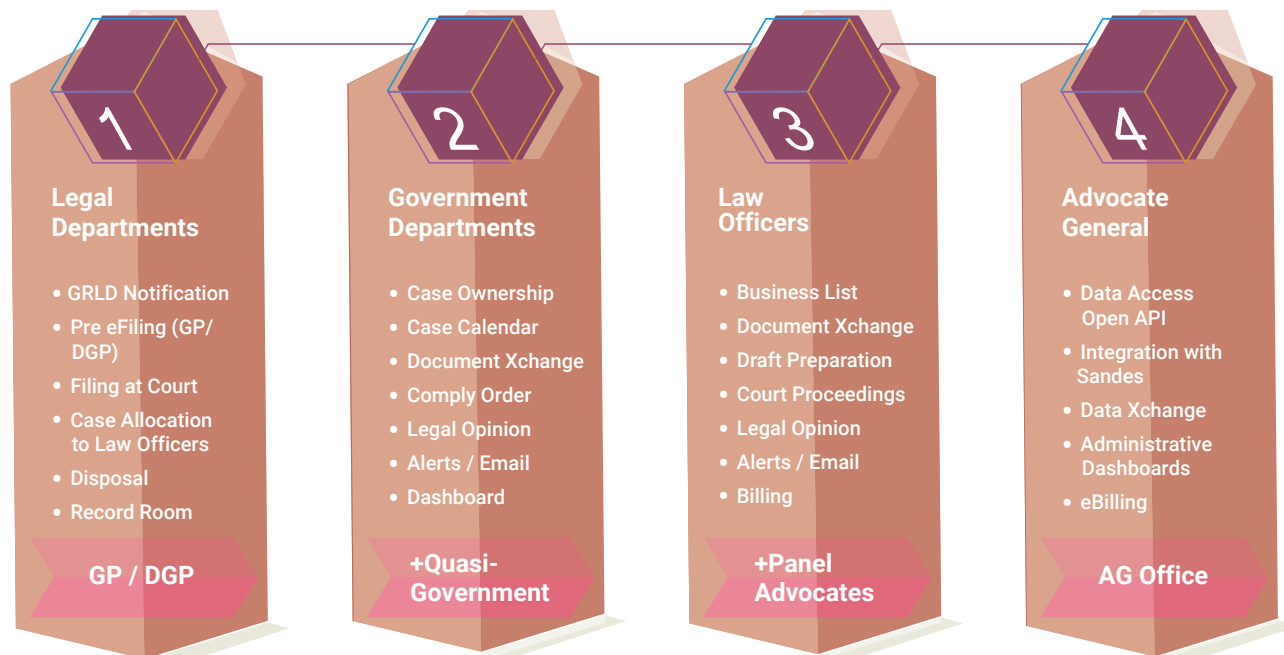 1
Legal
Departments
• GRLD Notification
• Pre eFiling (GP/
DGP)
• Filing at Court
• Case Allocation
to Law Officers
• Disposal
• Record Room
GP / DGP
2
Government
Departments
• Case Ownership
• Case Calendar
• Document Xchange
• Comply Order
• Legal Opinion
• Alerts / Email
• Dashboard
+Quasi-
Government
3
Law
Officers
• Business List
• Document Xchange
• Draft Preparation
• Court Proceedings
• Legal Opinion
• Alerts / Email
• Billing
+Panel
Advocates
4
Advocate
General
• Data Access
Open API
• Integration with
Sandes
• Data Xchange
• Administrative
Dashboards
• eBilling
AG Office